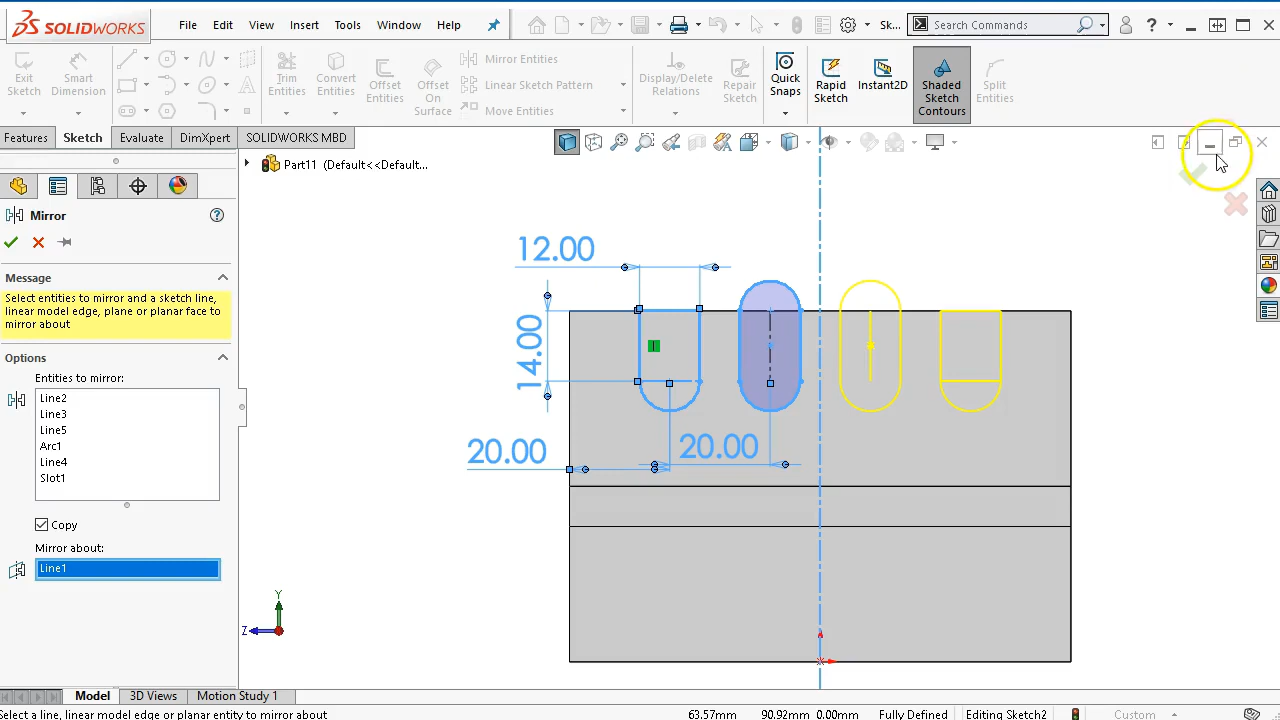 SOLIDWORKS File Edit View Insert Tools Window Help Sk... Search Commands ?
Exit Sketch
Smart Dimension
Trim Entities
Convert Entities
Offset Entities
Offset On Surface
Mirror Entities
Linear Sketch Pattern
Move Entities
Display/Delete Relations
Repair Sketch
Quick Snaps
Rapid Sketch
Instant2D
Shaded Sketch Contours
Split Entities
Features Sketch Evaluate DimXpert SOLIDWORKS MBD
Part11 (Default<<Default...
Mirror ?
Message
Select entities to mirror and a sketch line,
linear model edge, plane or planar face to
mirror about
Options
Entities to mirror:
Line2
Line3
Line5
Arc1
Line4
Slot1
Copy
Mirror about:
Line1
12.00
14.00
20.00
20.00
Y
Z
Model 3D Views Motion Study 1
Select a line, linear model edge or planar entity to mirror about 63.57mm 90.92mm 0.00mm Fully Defined Editing Sketch2 Custom